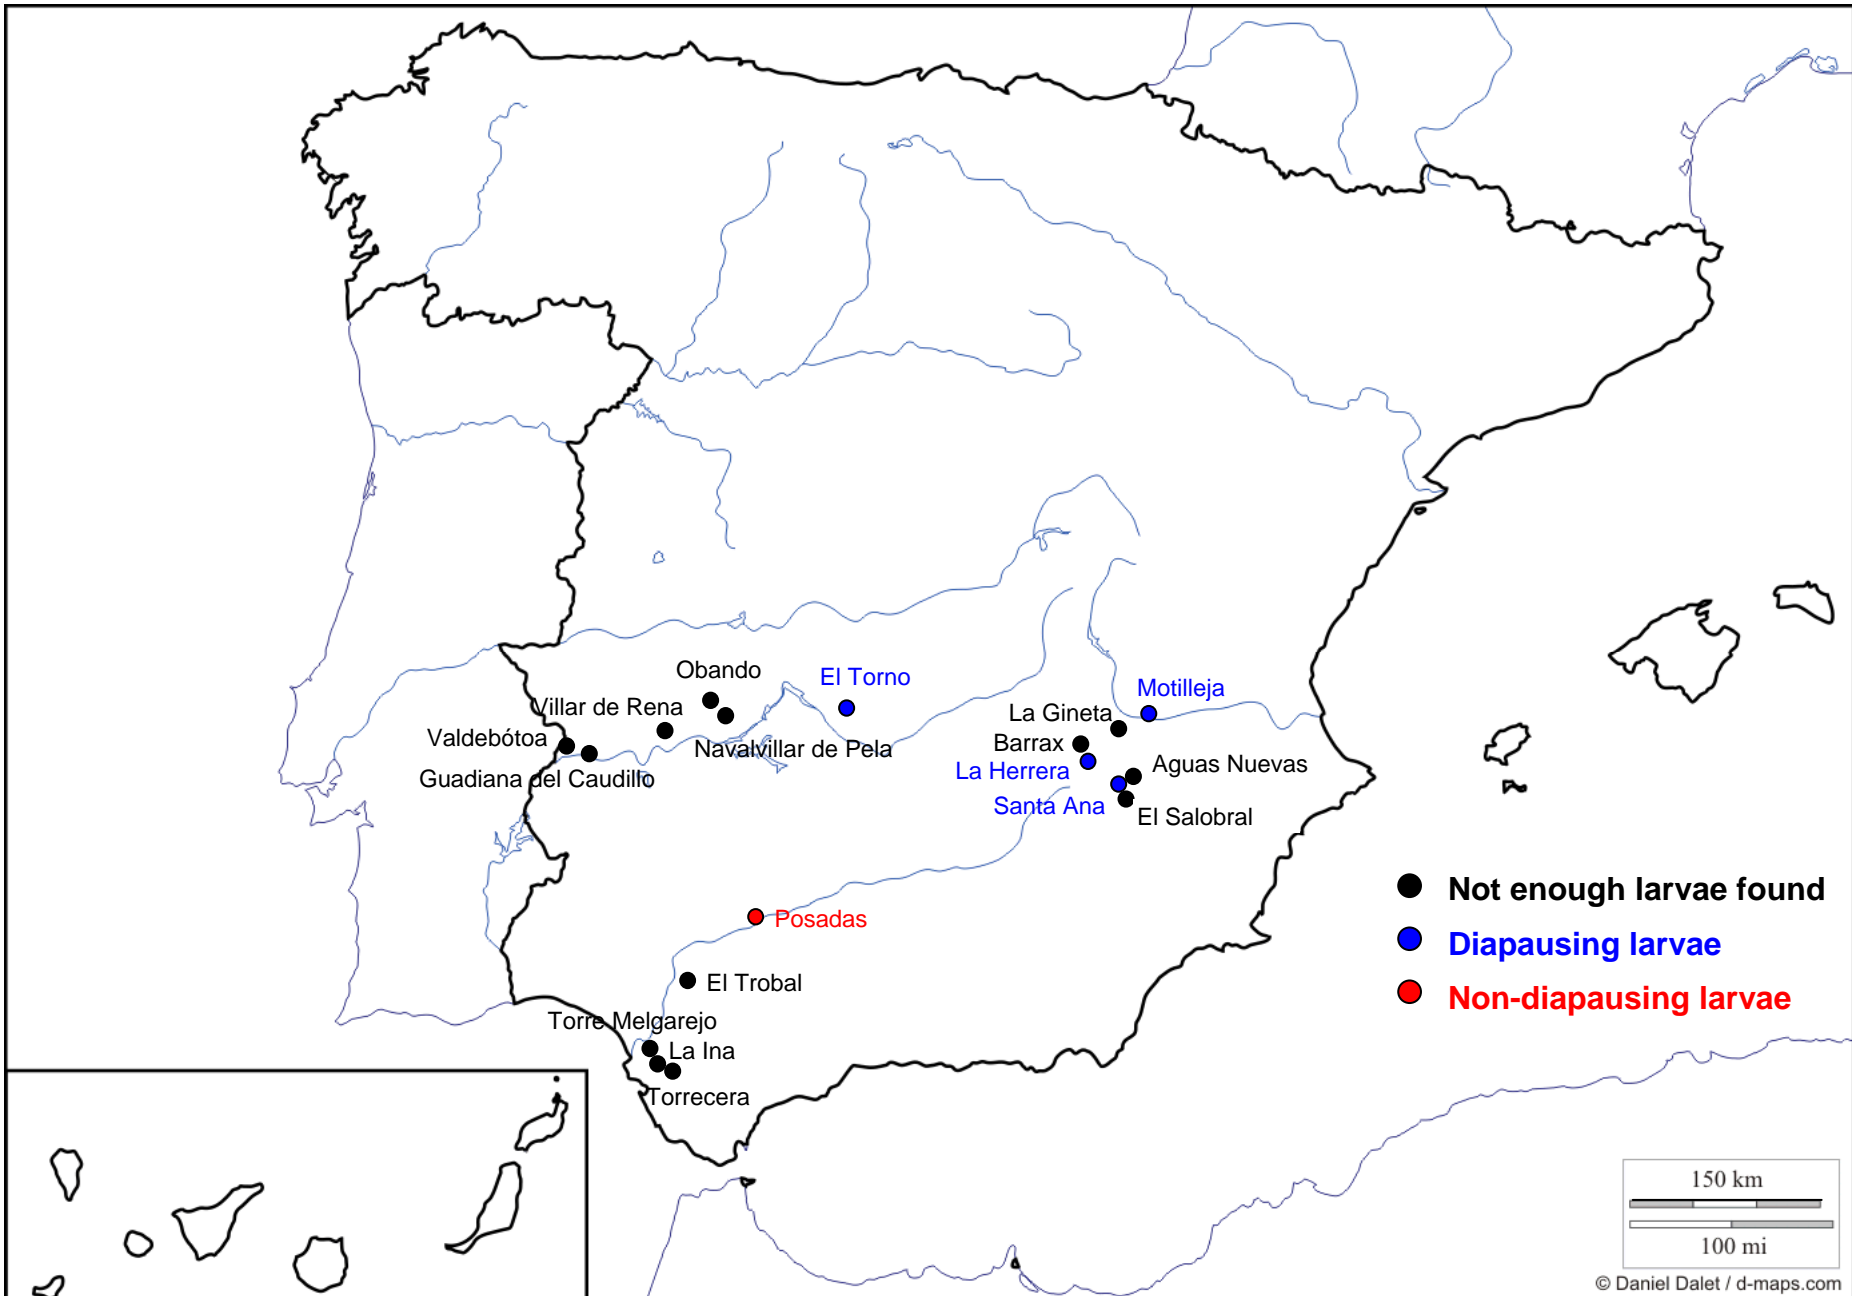 Obando
El Torno
Motilleja
Villar de Rena
La Gineta
Valdebótoa
Navalvillar de Pela
Barrax
Guadiana del Caudillo
La Herrera
Aguas Nuevas
Santa Ana
El Salobral
Not enough larvae found
Posadas
Diapausing larvae
El Trobal
Non-diapausing larvae
Torre Melgarejo
La Ina
Torrecera
150 km
100 mi
© Daniel Dalet / d-maps.com